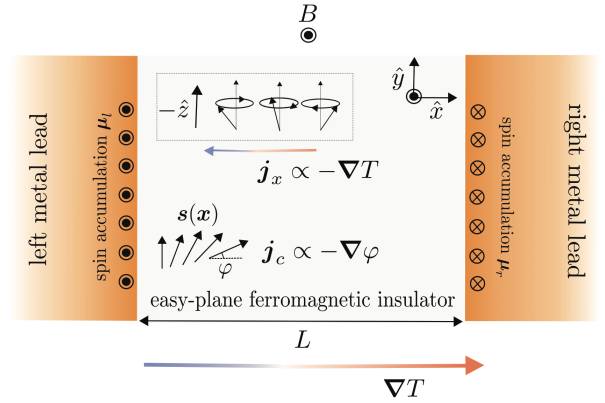 B
left metal lead
spin accumulation μ_l
−ẑ
j_x ∝ −∇T
s(x)
φ
j_c ∝ −∇φ
easy-plane ferromagnetic insulator
ŷ
x̂
spin accumulation μ_r
right metal lead
L
∇T